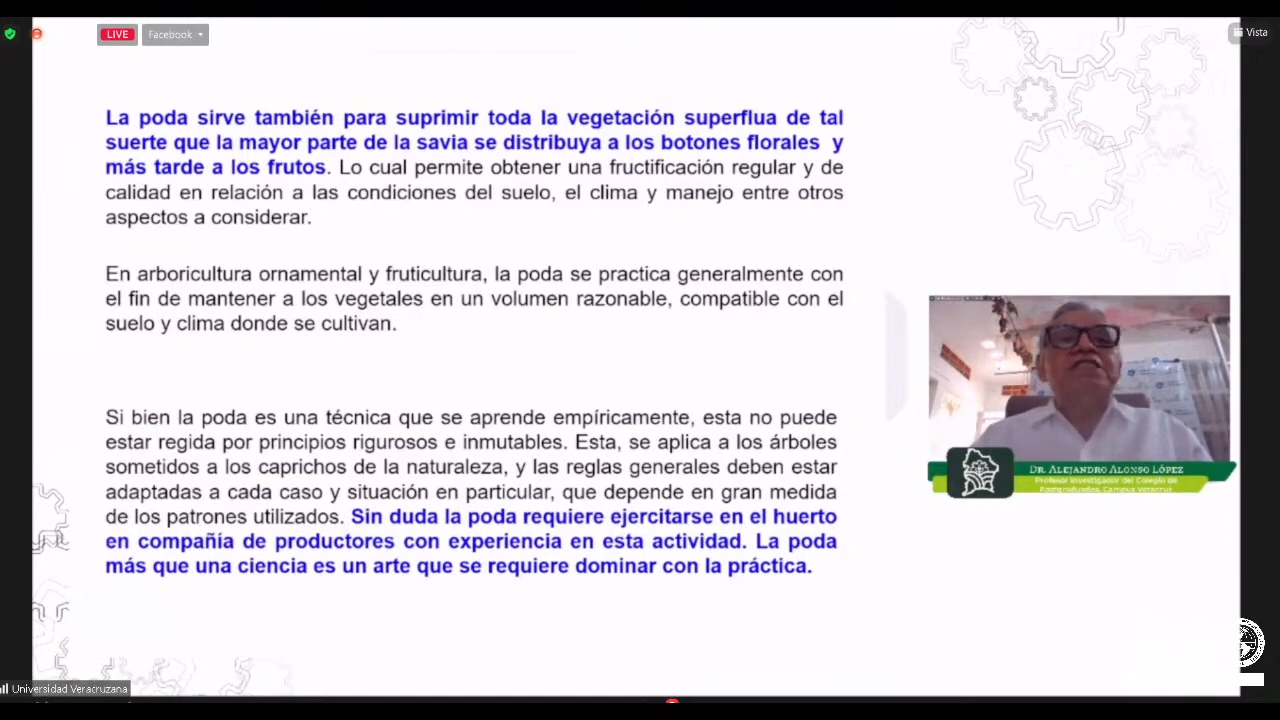 LIVE
Facebook
Vista
La poda sirve también para suprimir toda la vegetación superflua de tal
suerte que la mayor parte de la savia se distribuya a los botones florales y
más tarde a los frutos. Lo cual permite obtener una fructificación regular y de
calidad en relación a las condiciones del suelo, el clima y manejo entre otros
aspectos a considerar.
En arboricultura ornamental y fruticultura, la poda se practica generalmente con
el fin de mantener a los vegetales en un volumen razonable, compatible con el
suelo y clima donde se cultivan.
Si bien la poda es una técnica que se aprende empíricamente, esta no puede
estar regida por principios rigurosos e inmutables. Esta, se aplica a los árboles
sometidos a los caprichos de la naturaleza, y las reglas generales deben estar
adaptadas a cada caso y situación en particular, que depende en gran medida
de los patrones utilizados. Sin duda la poda requiere ejercitarse en el huerto
en compañía de productores con experiencia en esta actividad. La poda
más que una ciencia es un arte que se requiere dominar con la práctica.
Dr. Alejandro Alonso López
Profesor Investigador del Colegio de
Postgraduados, Campus Veracruz
Universidad Veracruzana